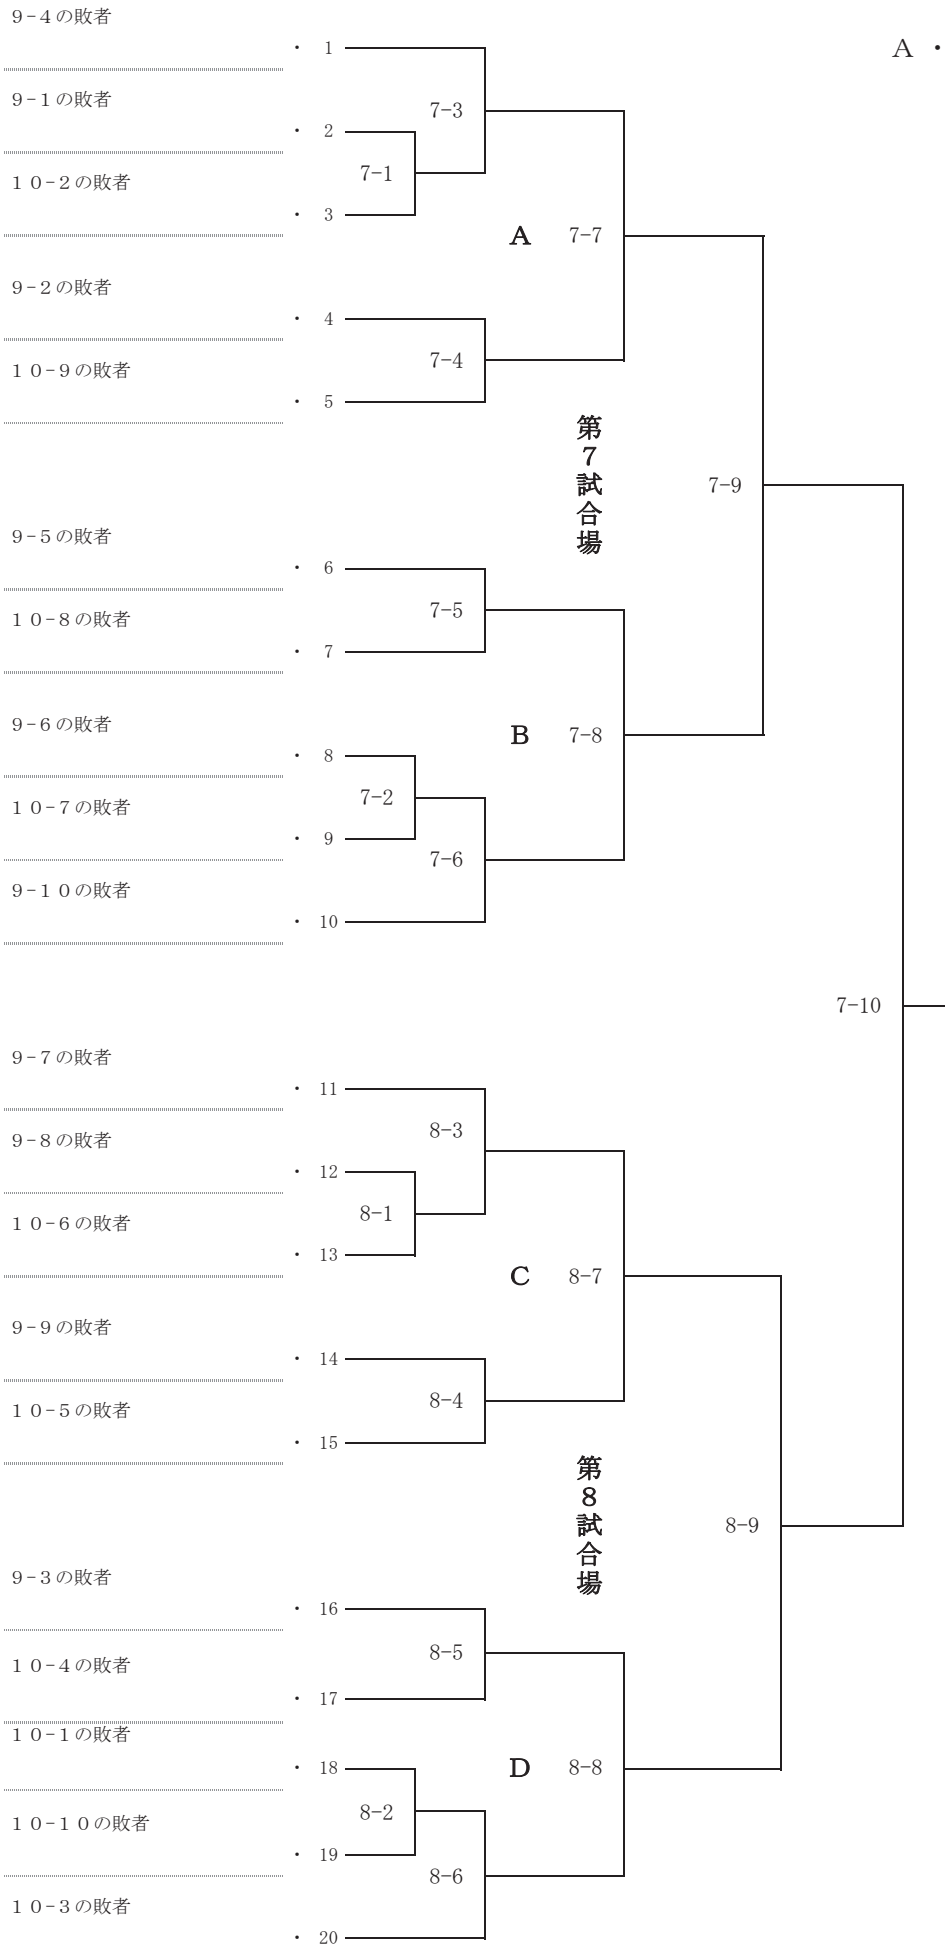 9-4の敗者
・ 1
A ・
9-1の敗者
7-3
・ 2
7-1
10-2の敗者
・ 3
A 7-7
9-2の敗者
・ 4
7-4
10-9の敗者
・ 5
第7試合場
7-9
9-5の敗者
・ 6
7-5
10-8の敗者
・ 7
9-6の敗者
B 7-8
・ 8
7-2
10-7の敗者
・ 9
7-6
9-10の敗者
・ 10
7-10
9-7の敗者
・ 11
8-3
9-8の敗者
・ 12
8-1
10-6の敗者
・ 13
C 8-7
9-9の敗者
・ 14
8-4
10-5の敗者
・ 15
第8試合場
8-9
9-3の敗者
・ 16
8-5
10-4の敗者
・ 17
10-1の敗者
・ 18
D 8-8
8-2
10-10の敗者
・ 19
8-6
10-3の敗者
・ 20